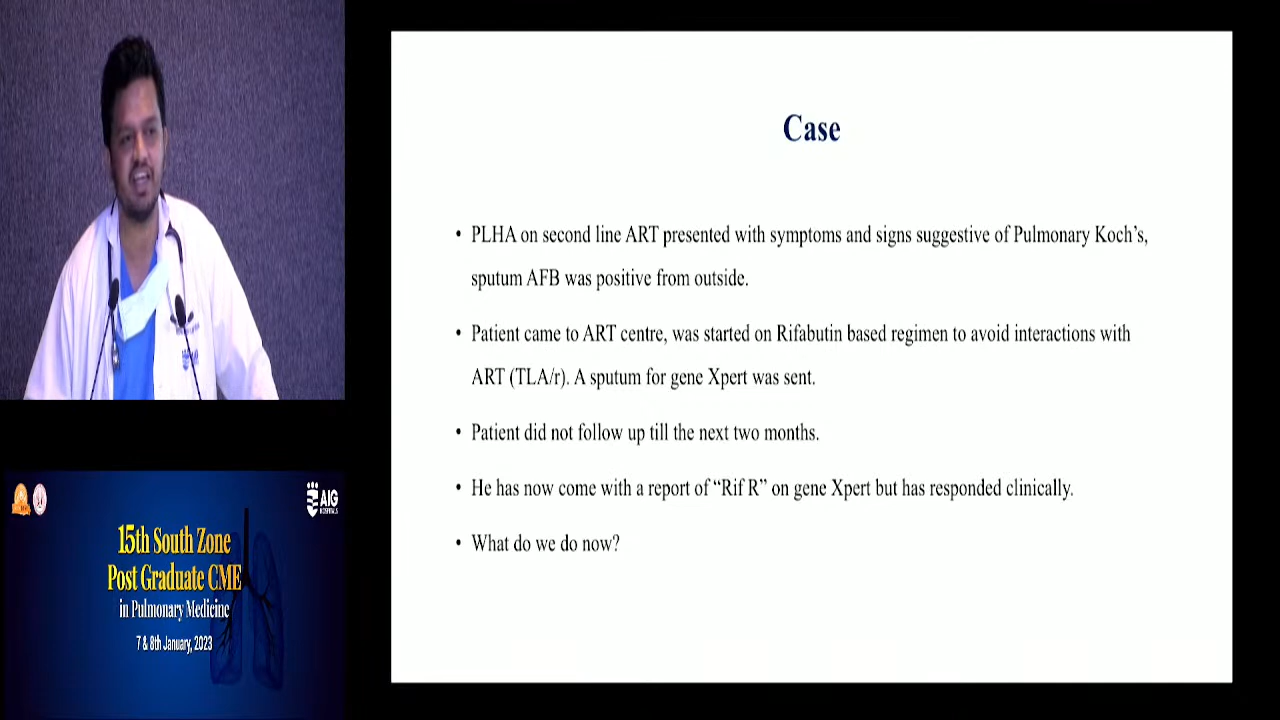 Case
• PLHA on second line ART presented with symptoms and signs suggestive of Pulmonary Koch’s,
sputum AFB was positive from outside.
• Patient came to ART centre, was started on Rifabutin based regimen to avoid interactions with
ART (TLA/r). A sputum for gene Xpert was sent.
• Patient did not follow up till the next two months.
• He has now come with a report of “Rif R” on gene Xpert but has responded clinically.
• What do we do now?
AIG
HOSPITALS
15th South Zone
Post Graduate CME
in Pulmonary Medicine
7 & 8th January, 2023